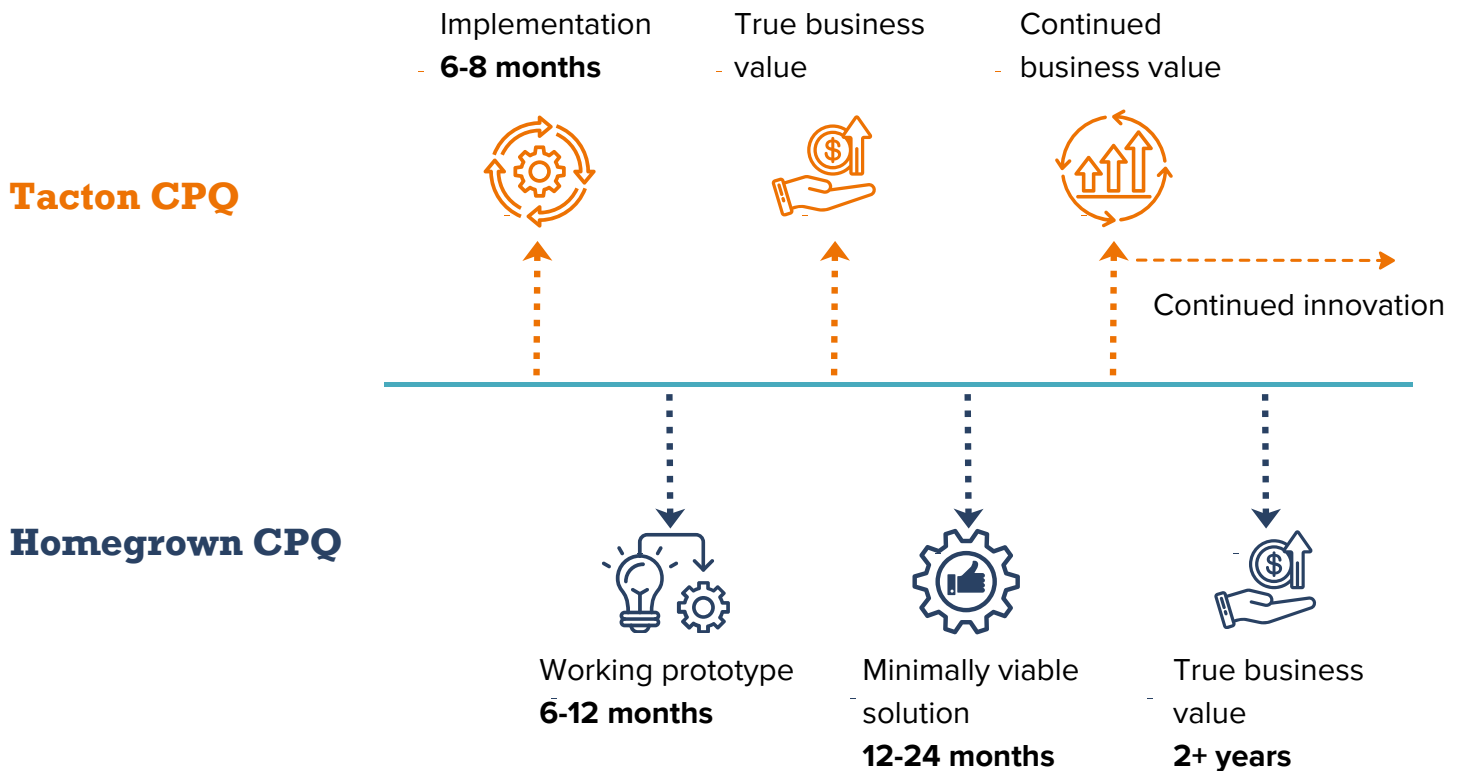 Implementation
6-8 months
True business
value
Continued
business value
Tacton CPQ
$
Continued innovation
Homegrown CPQ
$
Working prototype
6-12 months
Minimally viable
solution
12-24 months
True business
value
2+ years